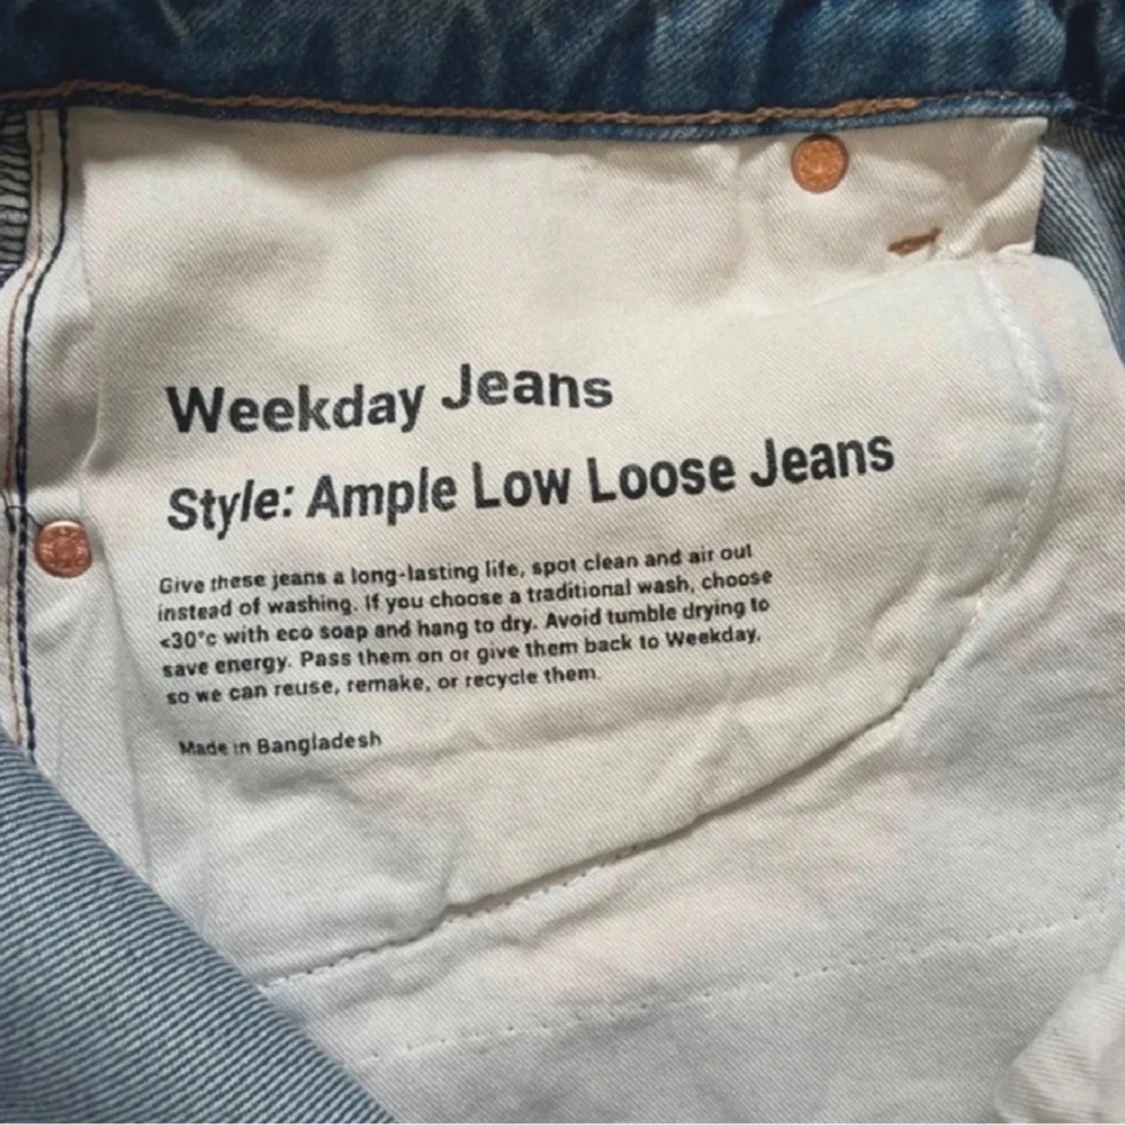 Weekday Jeans
Style: Ample Low Loose Jeans
Give these jeans a long-lasting life, spot clean and air out
instead of washing. If you choose a traditional wash, choose
<30°c with eco soap and hang to dry. Avoid tumble drying to
save energy. Pass them on or give them back to Weekday,
so we can reuse, remake, or recycle them.
Made in Bangladesh